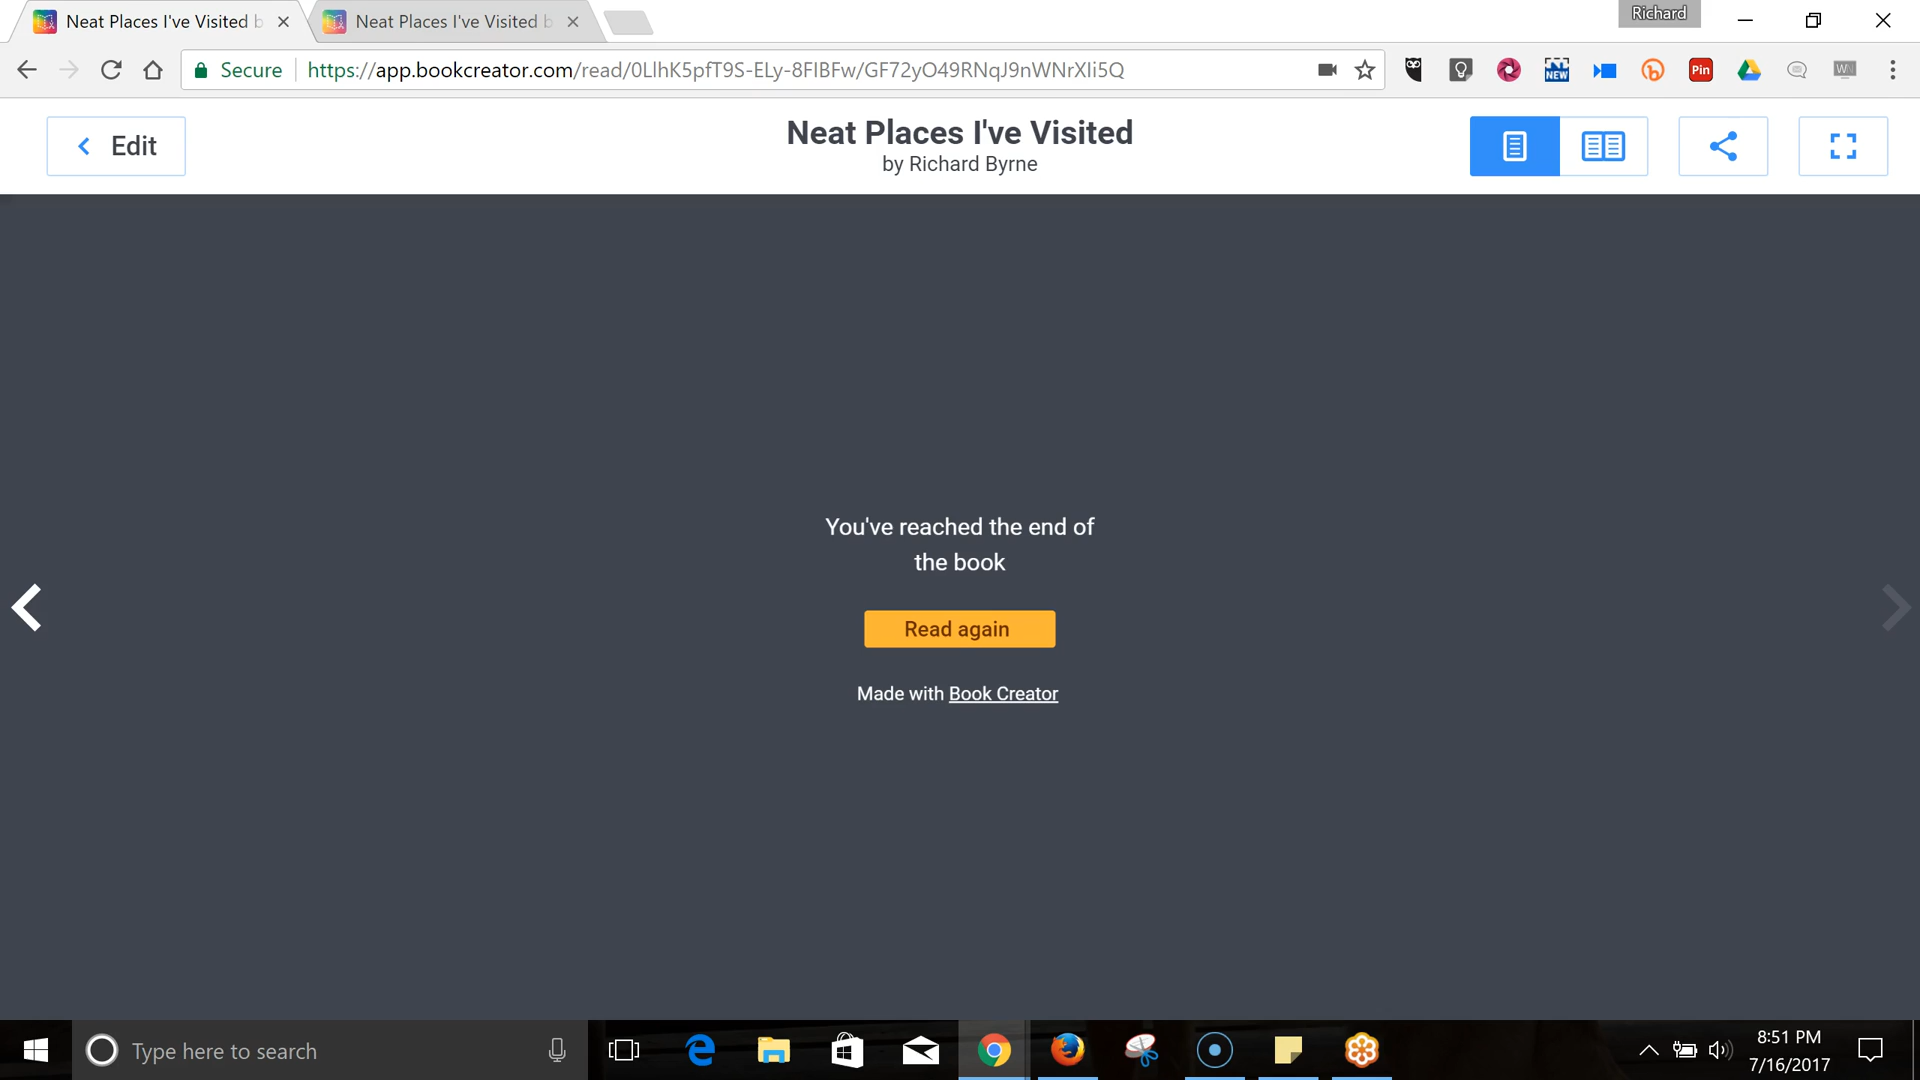 Neat Places I've Visited b
Neat Places I've Visited b
Richard
Secure
https://app.bookcreator.com/read/0LlhK5pfT9S-ELy-8FIBFw/GF72yO49RNqJ9nWNrXIi5Q
NEW
Pin
Edit
Neat Places I've Visited
by Richard Byrne
You've reached the end of
the book
Read again
Made with Book Creator
Type here to search
8:51 PM
7/16/2017